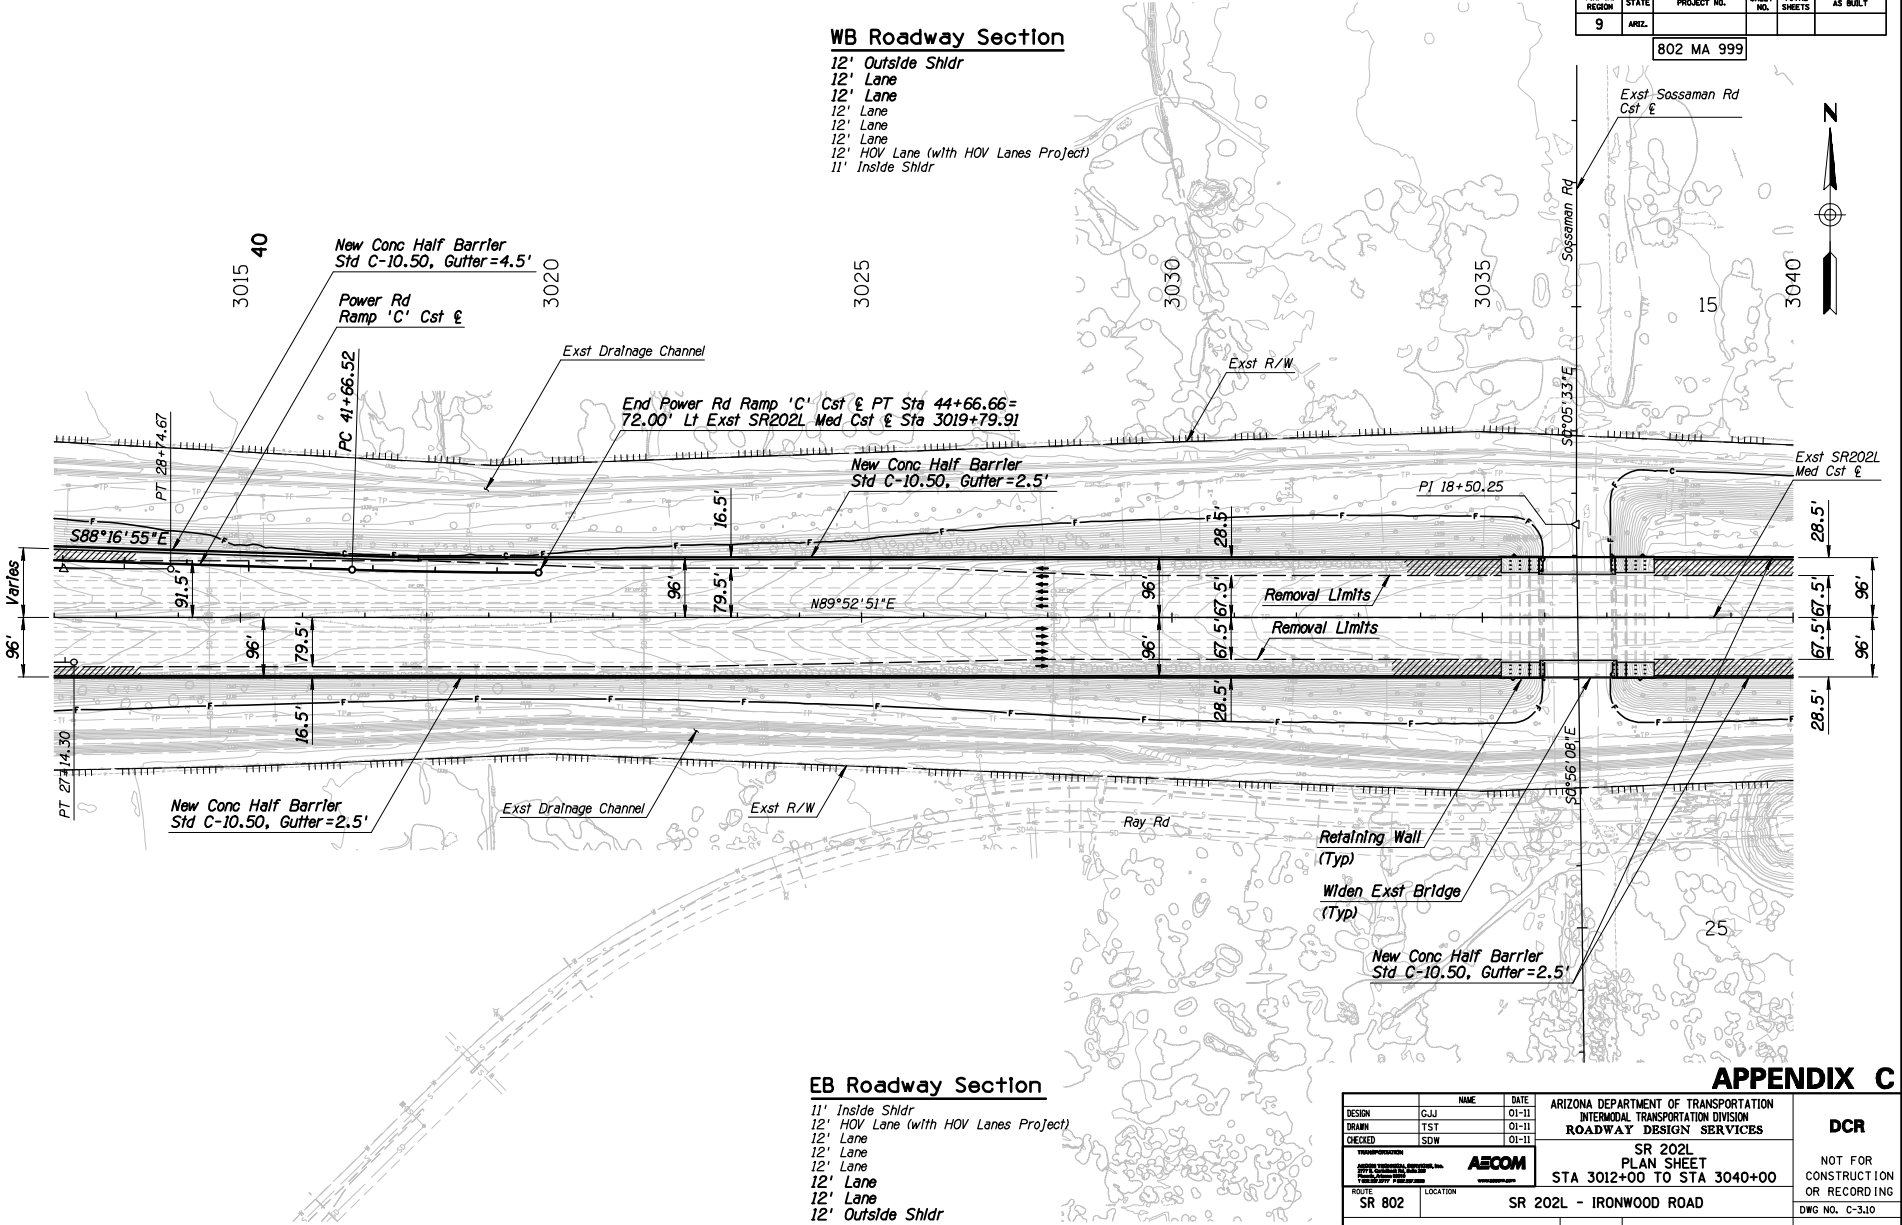 REGION
STATE
PROJECT NO.
NO.
SHEETS
AS BUILT
9
ARIZ.
802 MA 999
WB Roadway Section
12' Outside Shldr
12' Lane
12' Lane
12' Lane
12' Lane
12' Lane
12' HOV Lane (with HOV Lanes Project)
11' Inside Shldr
Exst Sossaman Rd
Cst ℄
N
Sossaman Rd
40
3015
3020
3025
3030
3035
3040
15
New Conc Half Barrier
Std C-10.50, Gutter=4.5'
Power Rd
Ramp 'C' Cst ℄
Exst Drainage Channel
Exst R/W
PC 41+66.52
PT 28+74.67
End Power Rd Ramp 'C' Cst ℄ PT Sta 44+66.66=
72.00' Lt Exst SR202L Med Cst ℄ Sta 3019+79.91
New Conc Half Barrier
Std C-10.50, Gutter=2.5'
S0°05'33"E
PI 18+50.25
Exst SR202L
Med Cst ℄
S88°16'55"E
16.5'
28.5'
28.5'
Varies
91.5'
96'
79.5'
N89°52'51"E
96'
67.5'
Removal Limits
67.5'
96'
96'
96'
79.5'
96'
67.5'
Removal Limits
67.5'
96'
16.5'
28.5'
28.5'
PT 27+14.30
S0°56'08"E
New Conc Half Barrier
Std C-10.50, Gutter=2.5'
Exst Drainage Channel
Exst R/W
Ray Rd
Retaining Wall
(Typ)
Widen Exst Bridge
(Typ)
25
New Conc Half Barrier
Std C-10.50, Gutter=2.5'
EB Roadway Section
11' Inside Shldr
12' HOV Lane (with HOV Lanes Project)
12' Lane
12' Lane
12' Lane
12' Lane
12' Lane
12' Outside Shldr
APPENDIX C
NAME
DATE
DESIGN GJJ 01-11
DRAWN TST 01-11
CHECKED SDW 01-11
ARIZONA DEPARTMENT OF TRANSPORTATION
INTERMODAL TRANSPORTATION DIVISION
ROADWAY DESIGN SERVICES
TRANSPORTATION
AECOM
SR 202L
PLAN SHEET
STA 3012+00 TO STA 3040+00
DCR
NOT FOR
CONSTRUCTION
OR RECORDING
ROUTE
SR 802
LOCATION
SR 202L - IRONWOOD ROAD
DWG NO. C-3.10